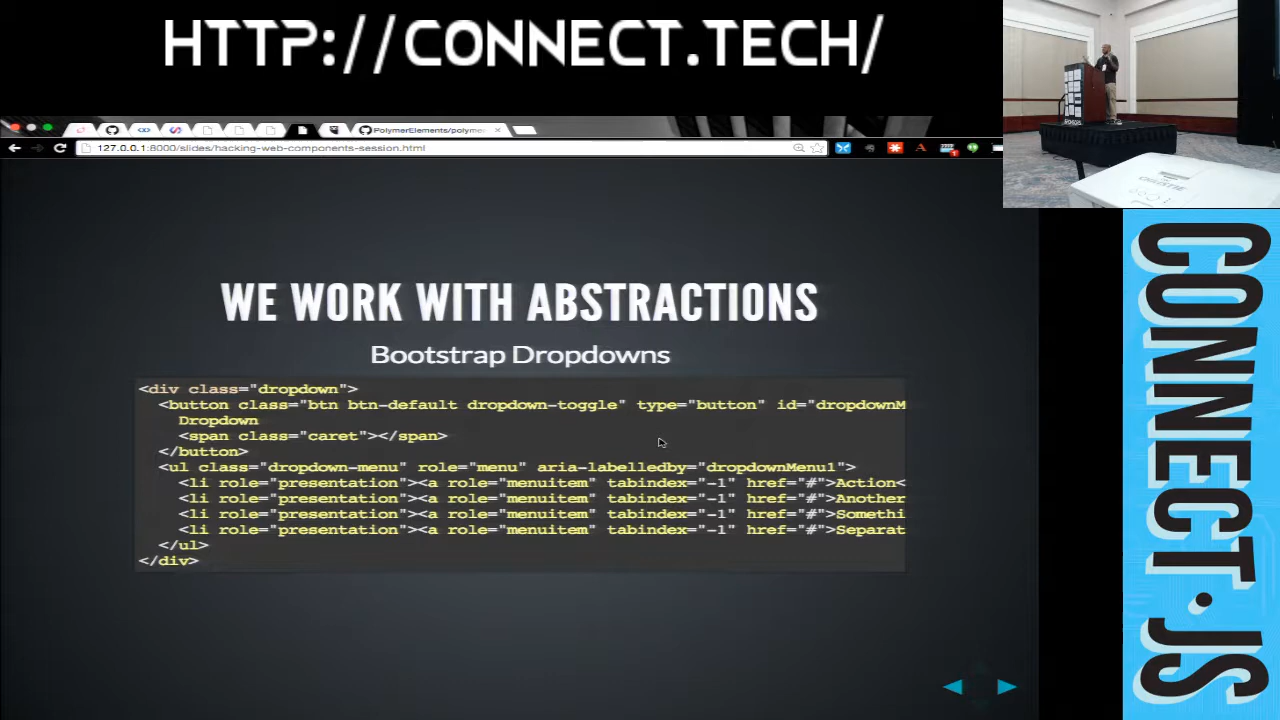 HTTP://CONNECT.TECH/
PolymerElements/polyme
127.0.0.1:8000/slides/hacking-web-components-session.html
WE WORK WITH ABSTRACTIONS
Bootstrap Dropdowns
<div class="dropdown">
<button class="btn btn-default dropdown-toggle" type="button" id="dropdownM
Dropdown
<span class="caret"></span>
</button>
<ul class="dropdown-menu" role="menu" aria-labelledby="dropdownMenu1">
<li role="presentation"><a role="menuitem" tabindex="-1" href="#">Action<
<li role="presentation"><a role="menuitem" tabindex="-1" href="#">Another
<li role="presentation"><a role="menuitem" tabindex="-1" href="#">Somethi
<li role="presentation"><a role="menuitem" tabindex="-1" href="#">Separat
</ul>
</div>
CHRISTIE
CONNECT.JS